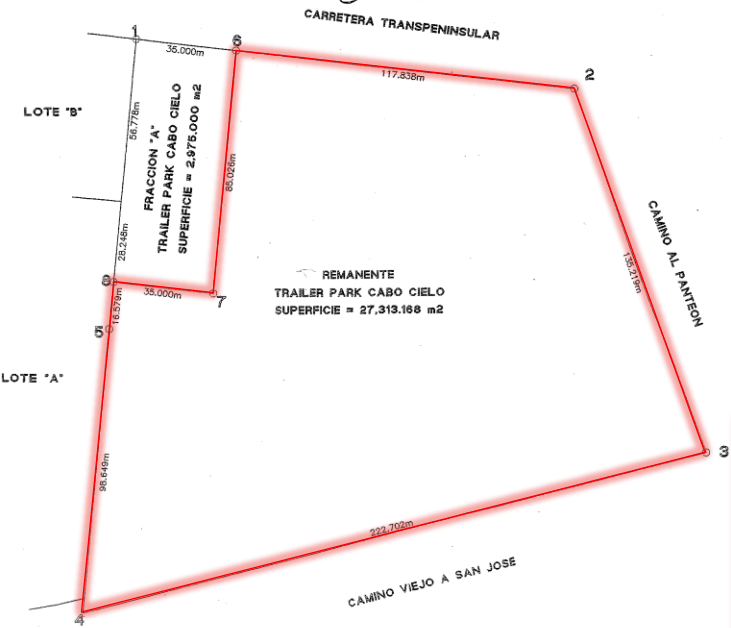 CARRETERA TRANSPENINSULAR
1
35.000m
6
117.838m
2
LOTE "B"
56.778m
FRACCION "A"
TRAILER PARK CABO CIELO
SUPERFICIE = 2,975.000 m2
85.026m
28.248m
CAMINO AL PANTEON
135.219m
8
35.000m
7
16.579m
5
REMANENTE
TRAILER PARK CABO CIELO
SUPERFICIE = 27,313.168 m2
LOTE "A"
98.649m
3
222.702m
CAMINO VIEJO A SAN JOSE
4